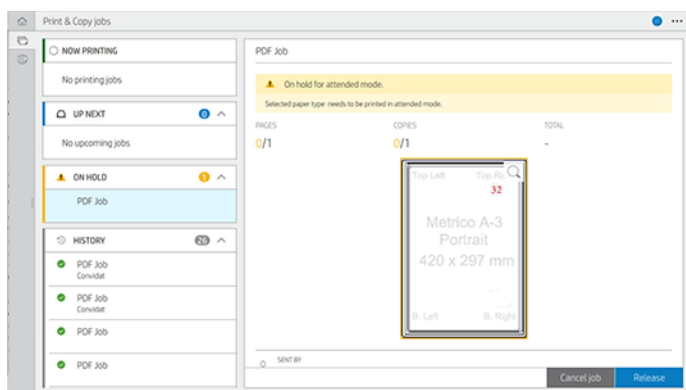 Print & Copy jobs
NOW PRINTING
No printing jobs
UP NEXT
0
No upcoming jobs
ON HOLD
1
PDF Job
HISTORY
26
PDF Job
Convidat
PDF Job
Convidat
PDF Job
PDF Job
PDF Job
On hold for attended mode.
Selected paper type needs to be printed in attended mode.
PAGES COPIES TOTAL
0/1 0/1 -
Top Left Top Ri
32
Metrico A-3
Portrait
420 x 297 mm
B. Left B. Right
SENT BY
Cancel job Release